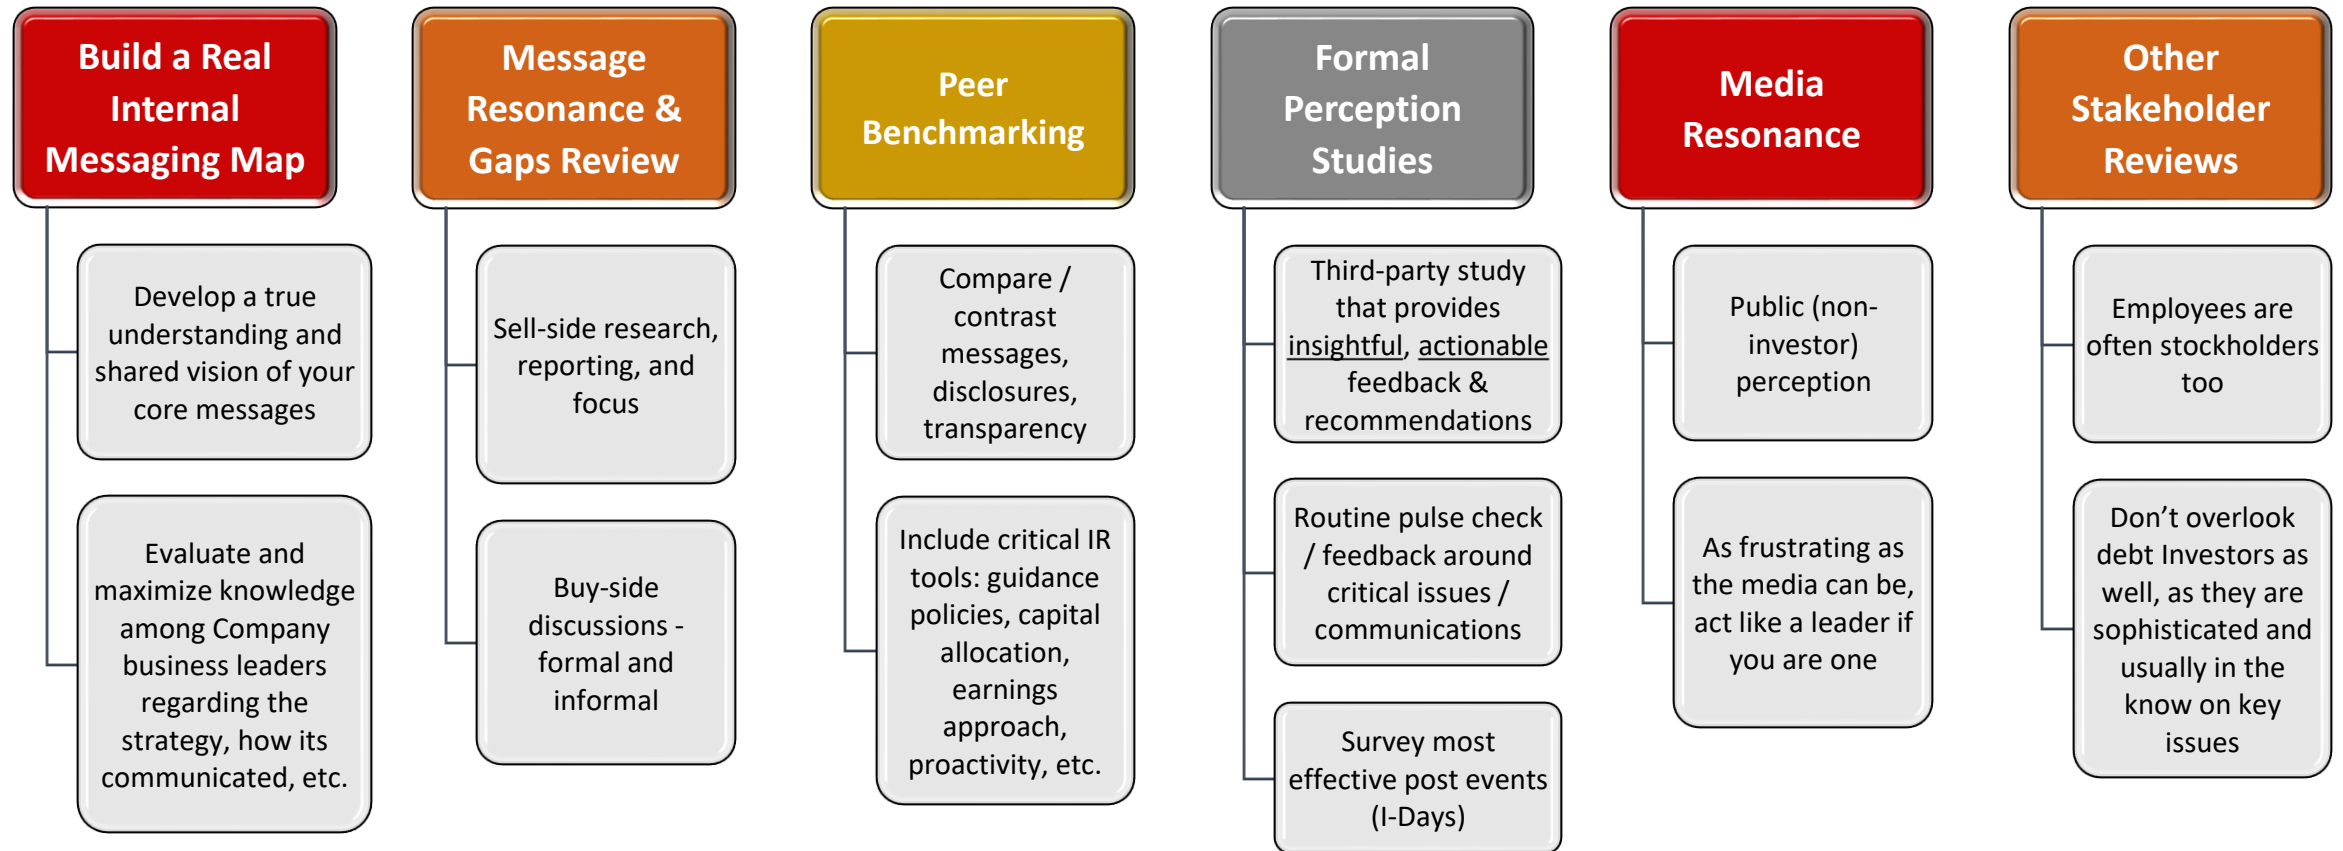 Build a Real
Internal
Messaging Map
Develop a true
understanding and
shared vision of your
core messages
Evaluate and
maximize knowledge
among Company
business leaders
regarding the
strategy, how its
communicated, etc.
Message
Resonance &
Gaps Review
Sell-side research,
reporting, and
focus
Buy-side
discussions -
formal and
informal
Peer
Benchmarking
Compare /
contrast
messages,
disclosures,
transparency
Include critical IR
tools: guidance
policies, capital
allocation,
earnings
approach,
proactivity, etc.
Formal
Perception
Studies
Third-party study
that provides
insightful, actionable
feedback &
recommendations
Routine pulse check
/ feedback around
critical issues /
communications
Survey most
effective post events
(I-Days)
Media
Resonance
Public (non-
investor)
perception
As frustrating as
the media can be,
act like a leader if
you are one
Other
Stakeholder
Reviews
Employees are
often stockholders
too
Don’t overlook
debt Investors as
well, as they are
sophisticated and
usually in the
know on key
issues